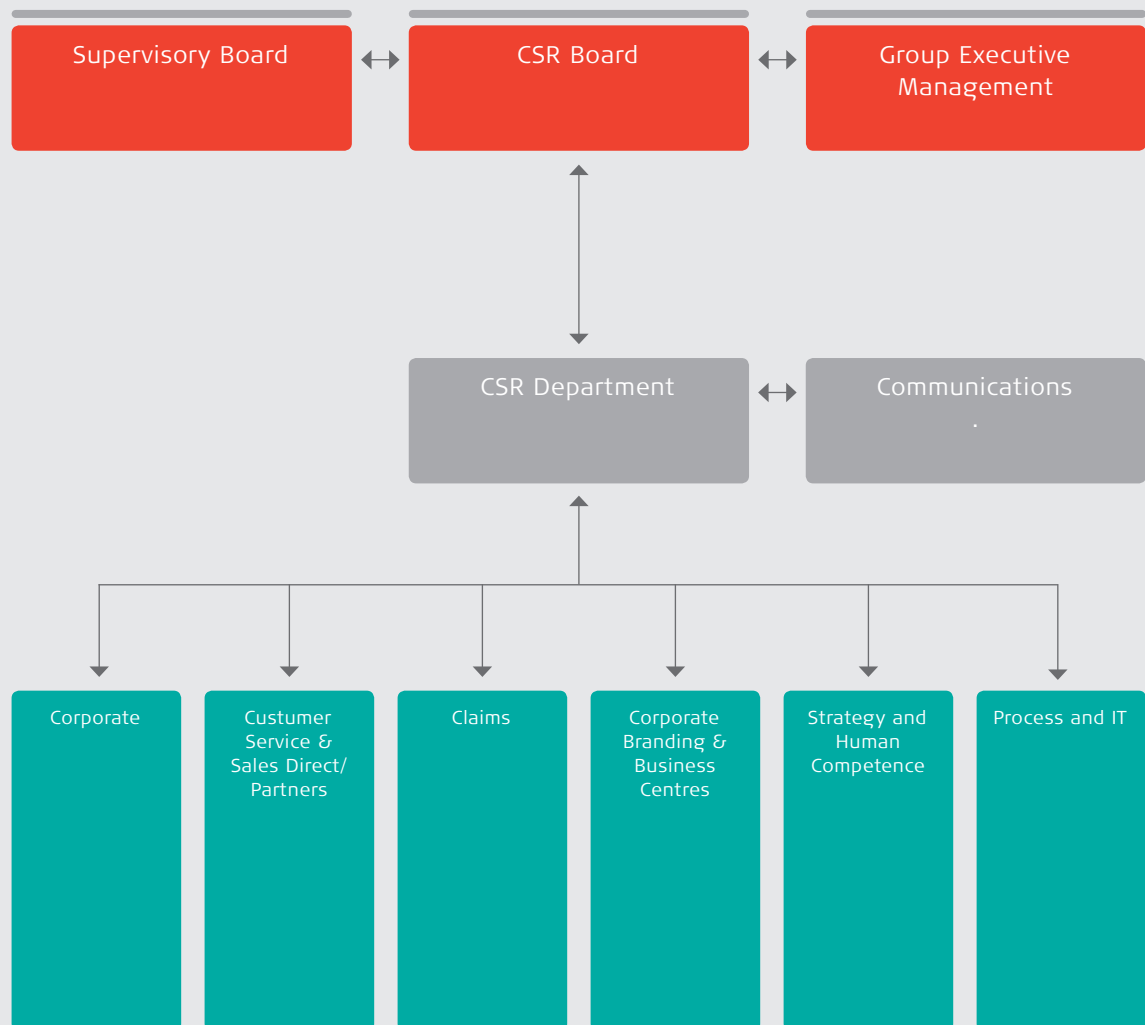 Supervisory Board
CSR Board
Group Executive
Management
CSR Department
Communications
.
Corporate
Custumer
Service &
Sales Direct/
Partners
Claims
Corporate
Branding &
Business
Centres
Strategy and
Human
Competence
Process and IT